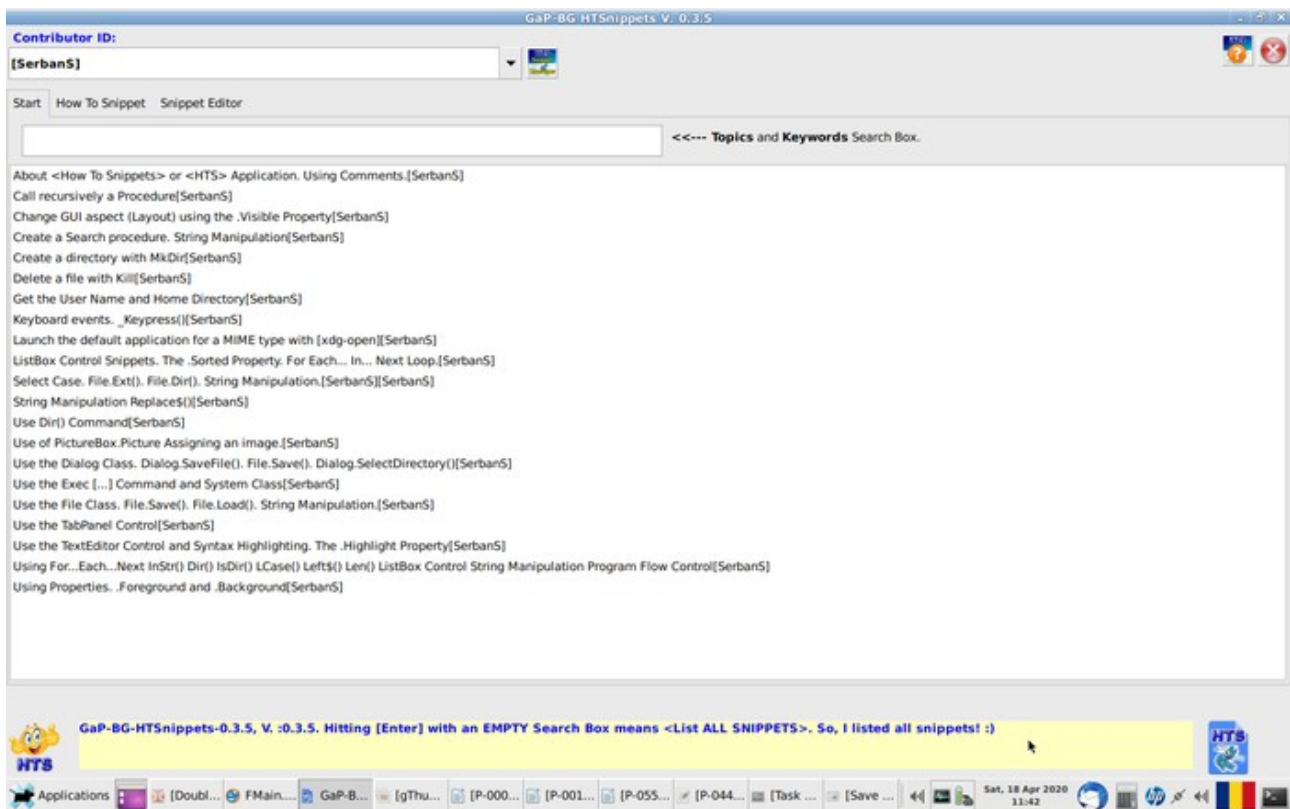 GaP-BG HTSnippets V. 0.3.5
Contributor ID:
[SerbanS]
Start How To Snippet Snippet Editor
<<--- Topics and Keywords Search Box.
About <How To Snippets> or <HTS> Application. Using Comments.[SerbanS]
Call recursively a Procedure[SerbanS]
Change GUI aspect (Layout) using the .Visible Property[SerbanS]
Create a Search procedure. String Manipulation[SerbanS]
Create a directory with MkDir[SerbanS]
Delete a file with Kill[SerbanS]
Get the User Name and Home Directory[SerbanS]
Keyboard events. _Keypress()[SerbanS]
Launch the default application for a MIME type with [xdg-open][SerbanS]
ListBox Control Snippets. The .Sorted Property. For Each... In... Next Loop.[SerbanS]
Select Case. File.Ext(). File.Dir(). String Manipulation.[SerbanS][SerbanS]
String Manipulation Replace$()[SerbanS]
Use Dir() Command[SerbanS]
Use of PictureBox.Picture Assigning an image.[SerbanS]
Use the Dialog Class. Dialog.SaveFile(). File.Save(). Dialog.SelectDirectory()[SerbanS]
Use the Exec [...] Command and System Class[SerbanS]
Use the File Class. File.Save(). File.Load(). String Manipulation.[SerbanS]
Use the TabPanel Control[SerbanS]
Use the TextEditor Control and Syntax Highlighting. The .Highlight Property[SerbanS]
Using For...Each...Next InStr() Dir() IsDir() LCase() Left$() Len() ListBox Control String Manipulation Program Flow Control[SerbanS]
Using Properties. .Foreground and .Background[SerbanS]
GaP-BG-HTSnippets-0.3.5, V. :0.3.5. Hitting [Enter] with an EMPTY Search Box means <List ALL SNIPPETS>. So, I listed all snippets! :)
HTS
HTS
Applications [Doubl... FMain.... GaP-B... [gThu... [P-000... [P-001... [P-055... [P-044... [Task ... [Save ... Sat, 18 Apr 2020
11:42